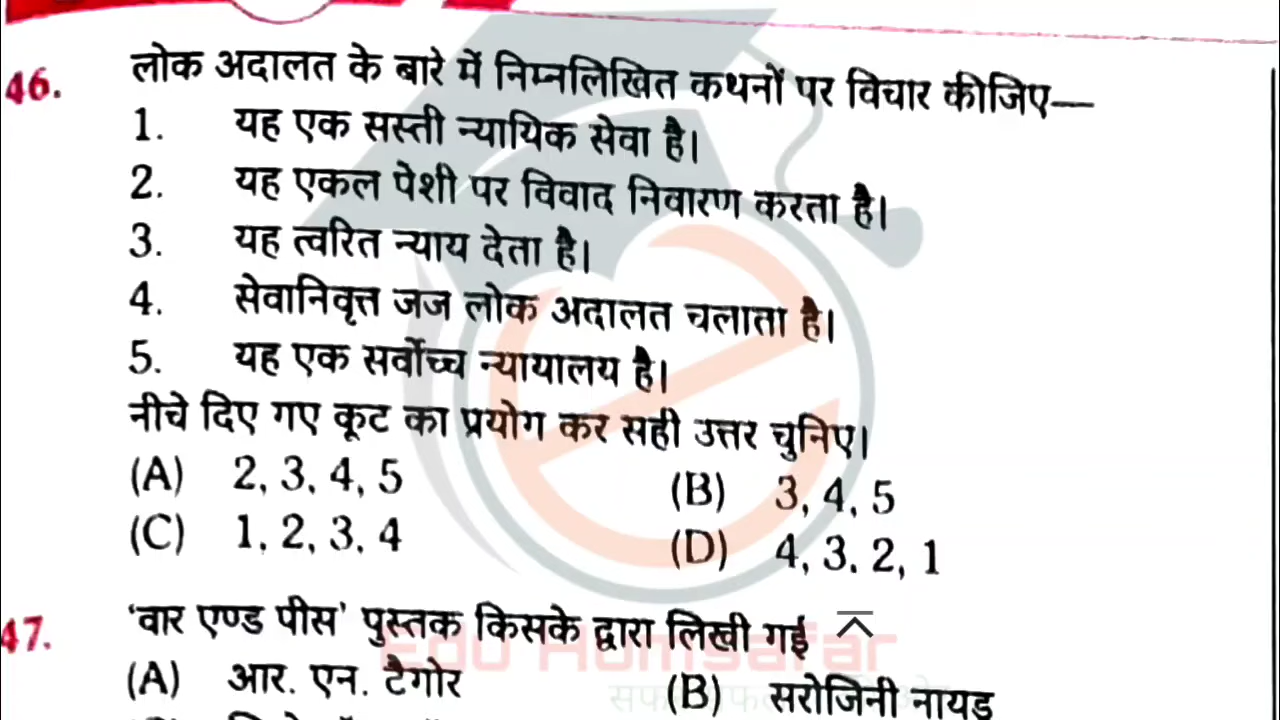 46. लोक अदालत के बारे में निम्नलिखित कथनों पर विचार कीजिए—
1. यह एक सस्ती न्यायिक सेवा है।
2. यह एकल पेशी पर विवाद निवारण करता है।
3. यह त्वरित न्याय देता है।
4. सेवानिवृत्त जज लोक अदालत चलाता है।
5. यह एक सर्वोच्च न्यायालय है।
नीचे दिए गए कूट का प्रयोग कर सही उत्तर चुनिए।
(A) 2, 3, 4, 5 (B) 3, 4, 5
(C) 1, 2, 3, 4 (D) 4, 3, 2, 1
47. 'वार एण्ड पीस' पुस्तक किसके द्वारा लिखी गई
Edu Humsafar
(A) आर. एन. टैगोर (B) सरोजिनी नायडू